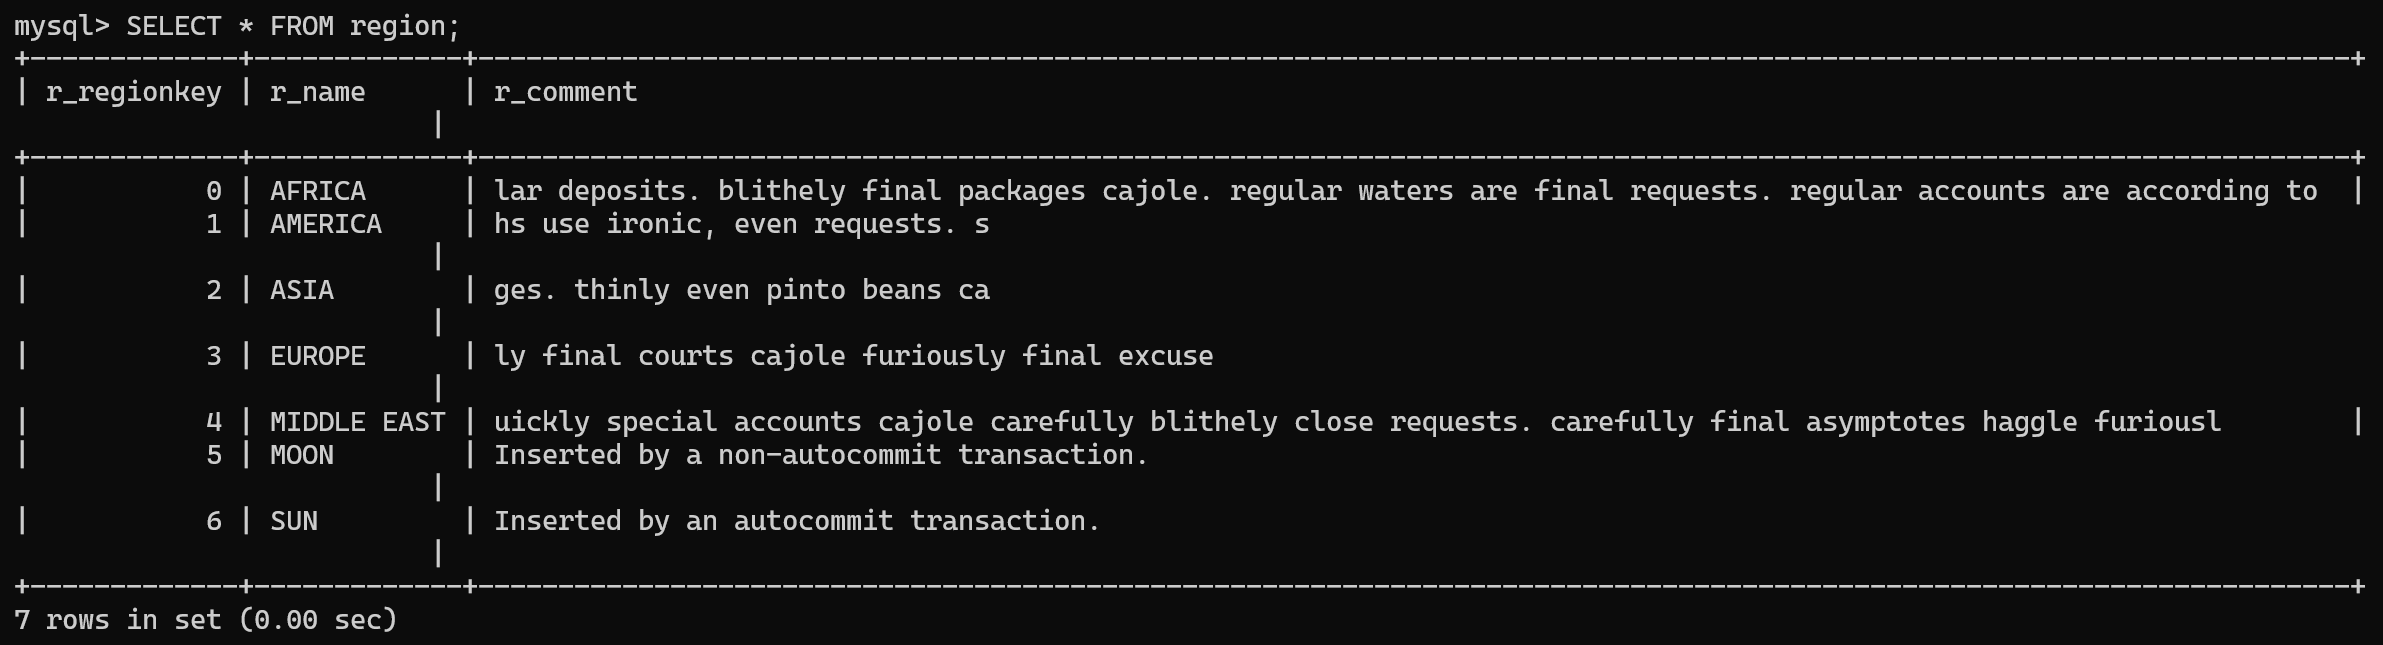 mysql> SELECT * FROM region;
+-------------+-------------+---------------------------------------------------------------------------------------------------------------------+
| r_regionkey | r_name      | r_comment
                          |
+-------------+-------------+---------------------------------------------------------------------------------------------------------------------+
|           0 | AFRICA      | lar deposits. blithely final packages cajole. regular waters are final requests. regular accounts are according to  |
|           1 | AMERICA     | hs use ironic, even requests. s
                          |
|           2 | ASIA        | ges. thinly even pinto beans ca
                          |
|           3 | EUROPE      | ly final courts cajole furiously final excuse
                          |
|           4 | MIDDLE EAST | uickly special accounts cajole carefully blithely close requests. carefully final asymptotes haggle furiousl        |
|           5 | MOON        | Inserted by a non-autocommit transaction.
                          |
|           6 | SUN         | Inserted by an autocommit transaction.
                          |
+-------------+-------------+---------------------------------------------------------------------------------------------------------------------+
7 rows in set (0.00 sec)